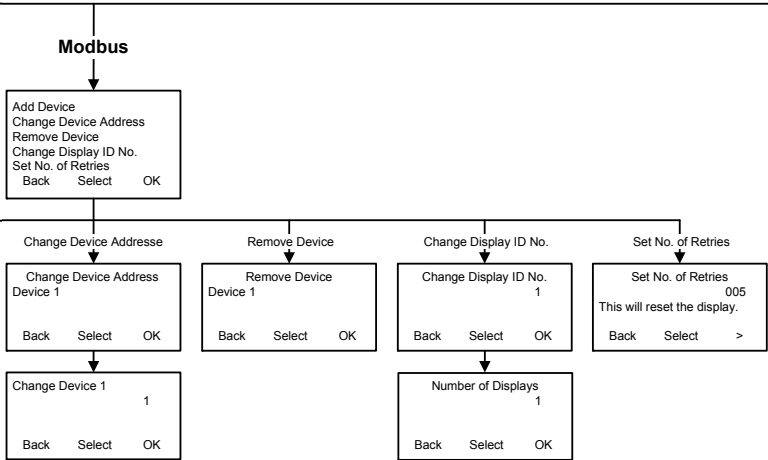 Modbus
Add Device
Change Device Address
Remove Device
Change Display ID No.
Set No. of Retries
Back Select OK
Change Device Addresse
Remove Device
Change Display ID No.
Set No. of Retries
Change Device Address
Device 1
Back Select OK
Remove Device
Device 1
Back Select OK
Change Display ID No.
1
Back Select OK
Set No. of Retries
005
This will reset the display.
Back Select >
Change Device 1
1
Back Select OK
Number of Displays
1
Back Select OK